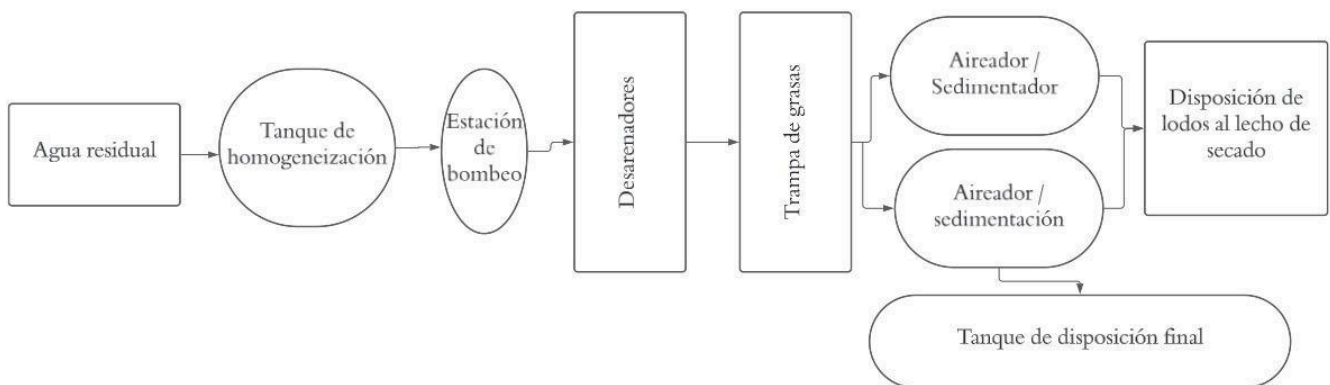 Agua residual
Tanque de
homogeneización
Estación
de
bombeo
Desarenadores
Trampa de grasas
Aireador /
Sedimentador
Aireador /
sedimentación
Disposición de
lodos al lecho de
secado
Tanque de disposición final